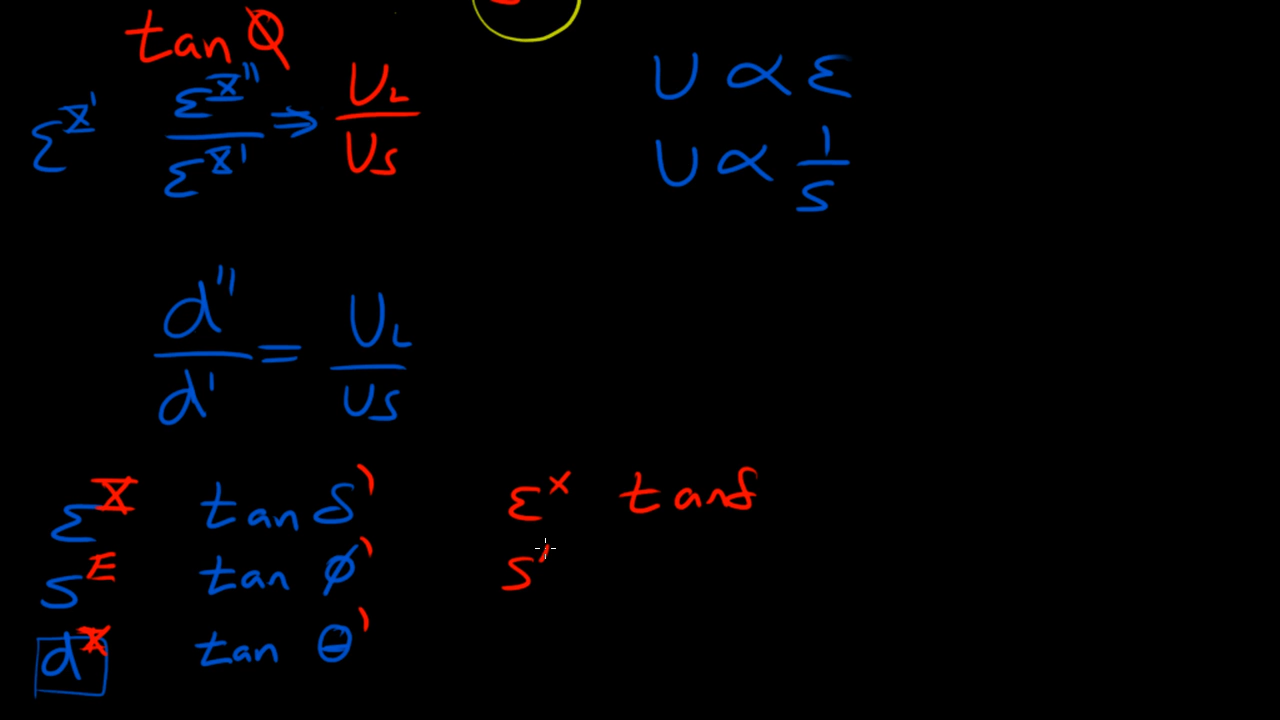 tan φ
ε^X' ε^X''/ε^X' ⇒ U_L/U_S
U ∝ ε
U ∝ 1/s
d''/d' = U_L/U_S
ε^X tan δ' ε^x tan δ
s^E tan φ' s'
d^X tan θ'